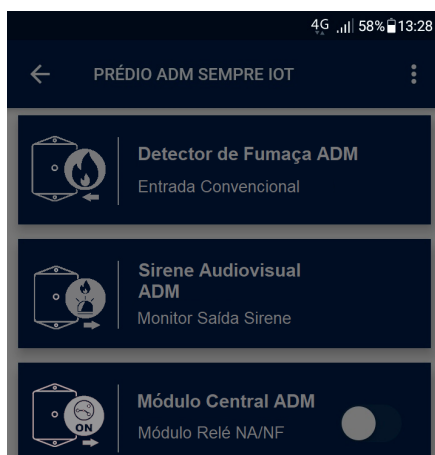 4G 58% 13:28
PRÉDIO ADM SEMPRE IOT
Detector de Fumaça ADM
Entrada Convencional
Sirene Audiovisual
ADM
Monitor Saída Sirene
Módulo Central ADM
ON
Módulo Relé NA/NF